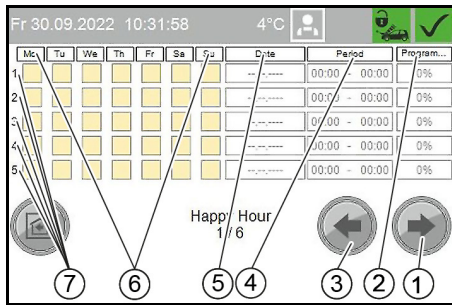 Fr 30.09.2022 10:31:58 4°C
Mo Tu We Th Fr Sa Su Date Period Program...
1 --.--.---- 00:00 - 00:00 0%
2 --.--.---- 00:00 - 00:00 0%
3 --.--.---- 00:00 - 00:00 0%
4 --.--.---- 00:00 - 00:00 0%
5 --.--.---- 00:00 - 00:00 0%
Happy Hour
1 / 6
7 6 5 4 3 2 1